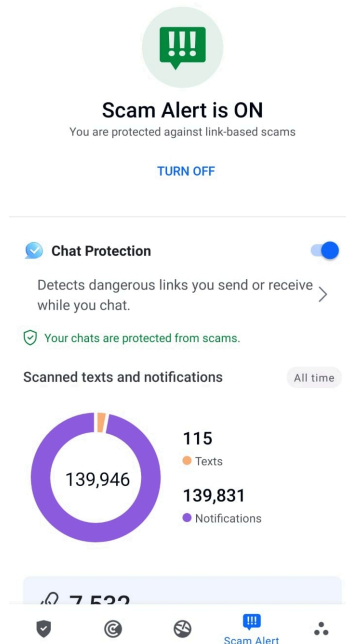 Scam Alert is ON
You are protected against link-based scams
TURN OFF
Chat Protection
Detects dangerous links you send or receive
while you chat.
Your chats are protected from scams.
Scanned texts and notifications
All time
139,946
115
Texts
139,831
Notifications
7,532
Scam Alert